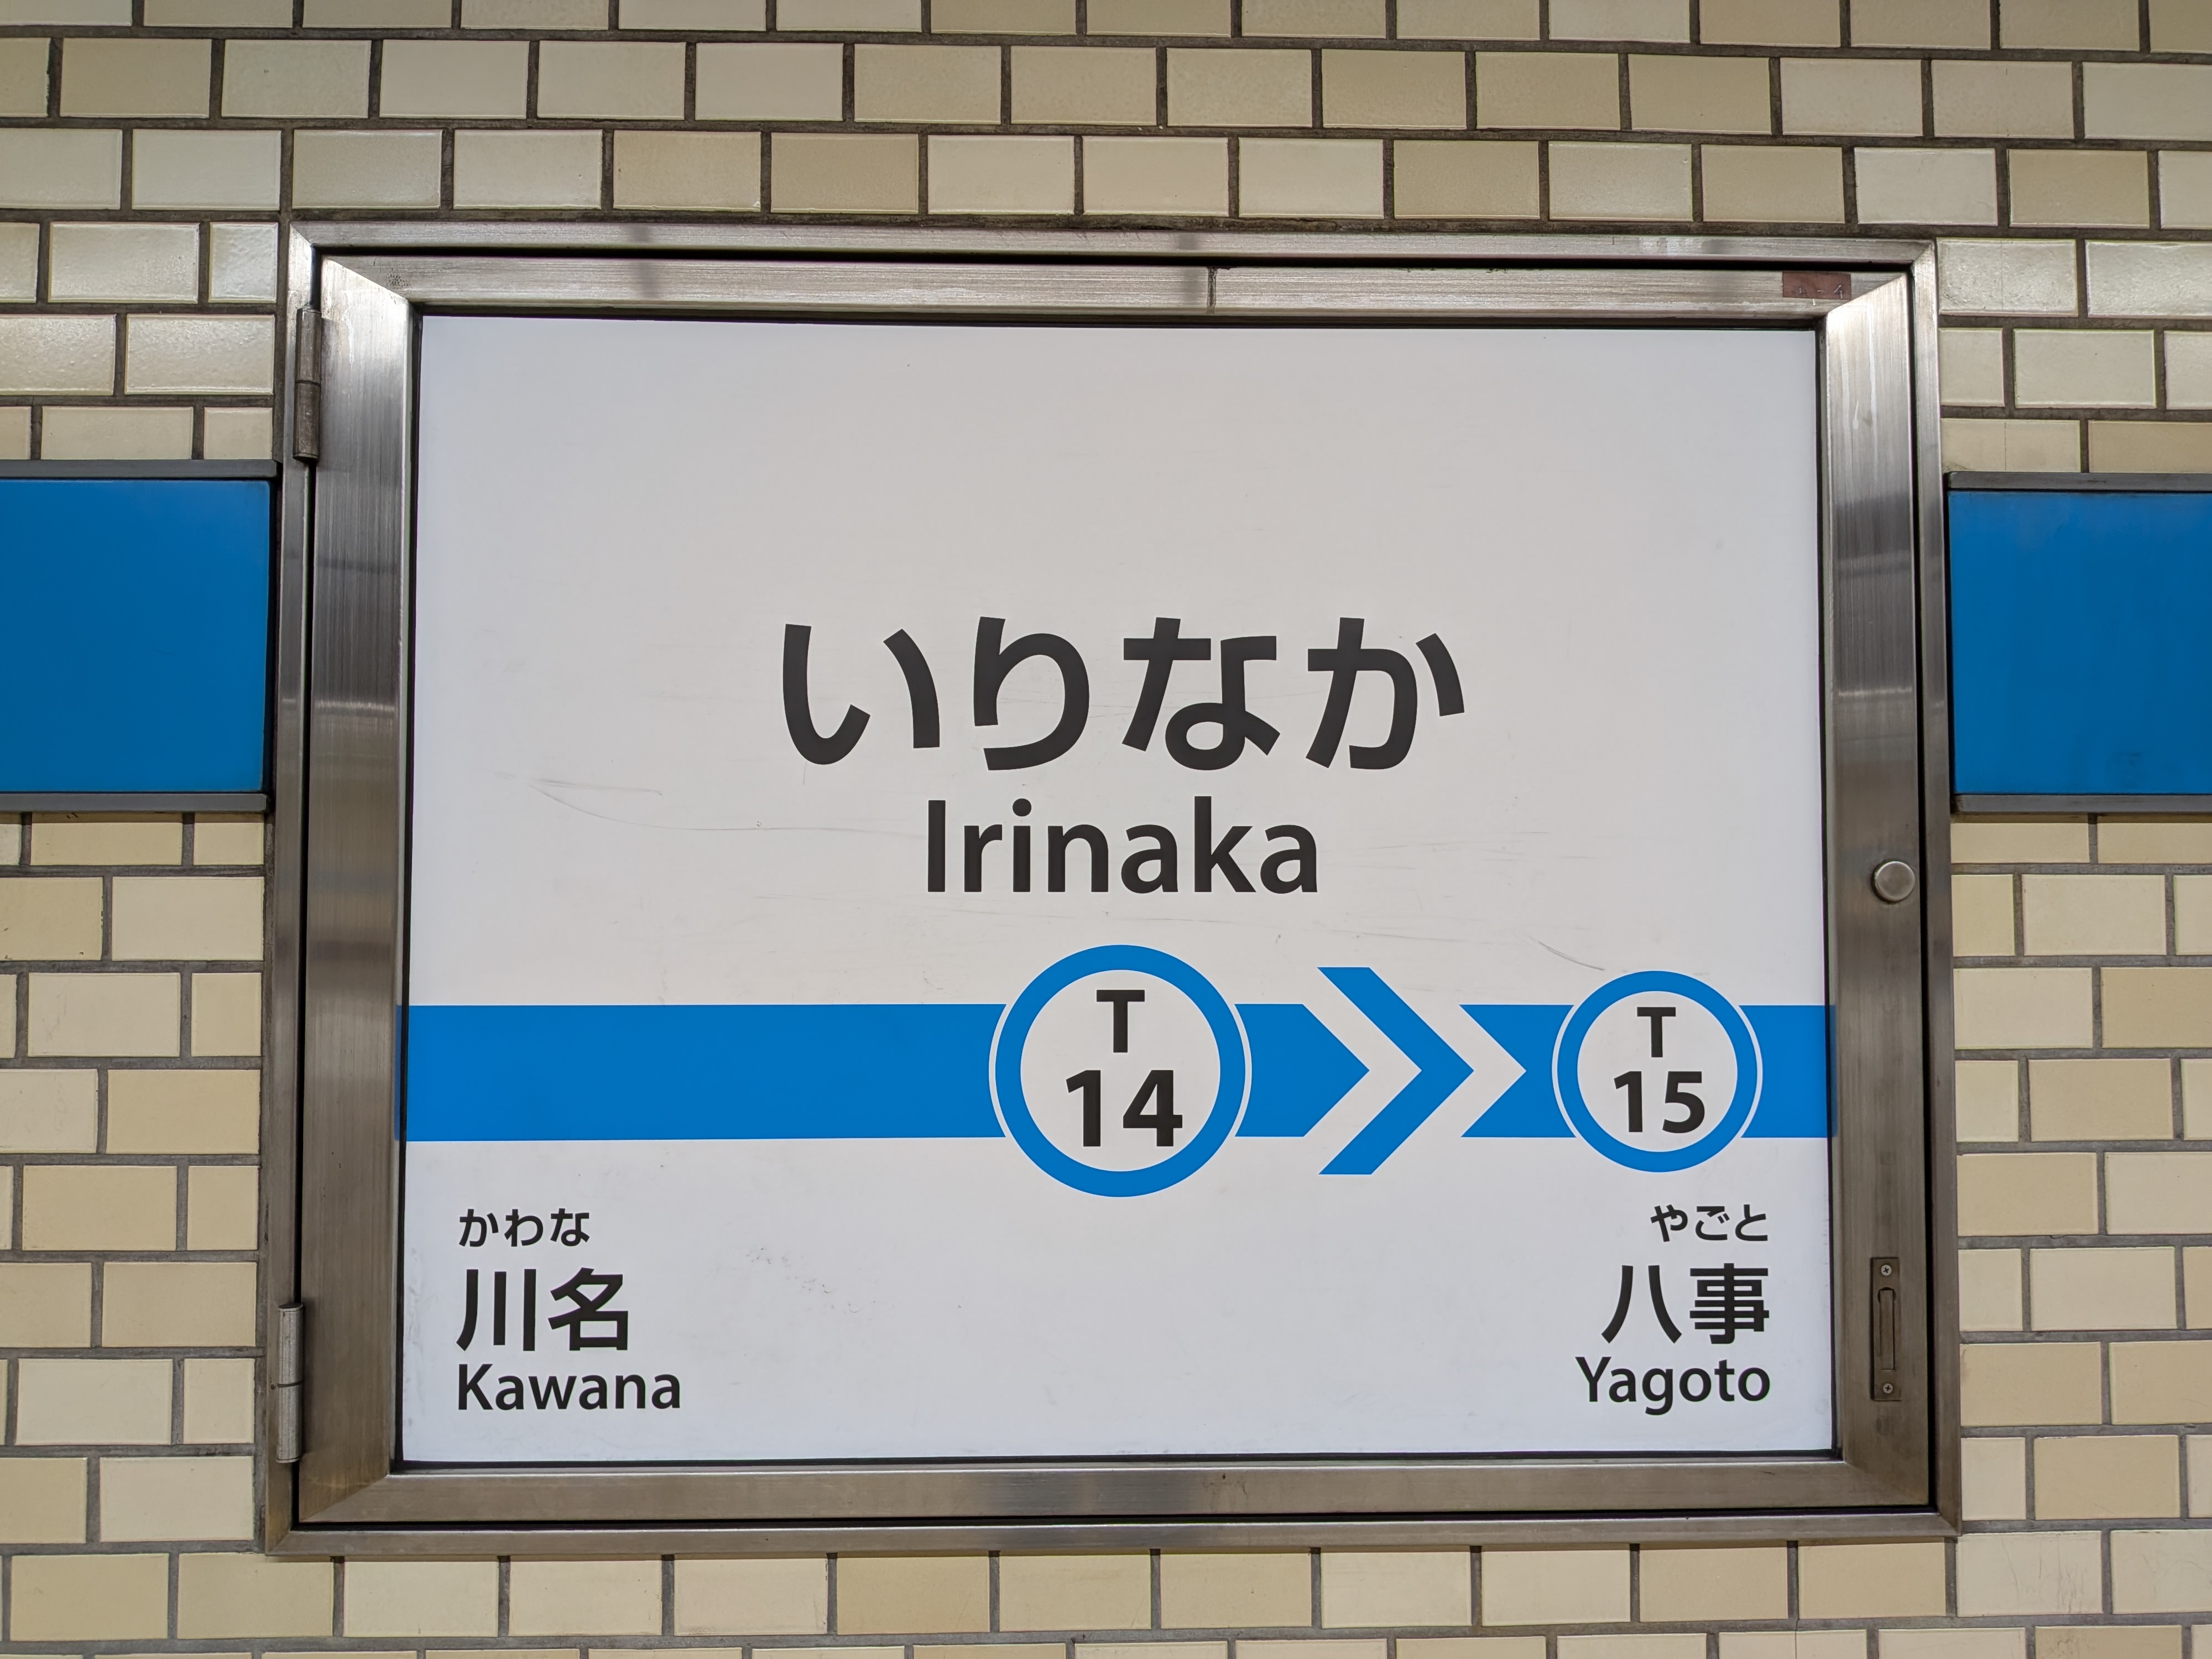 いりなか
Irinaka
T
14
T
15
かわな
川名
Kawana
やごと
八事
Yagoto